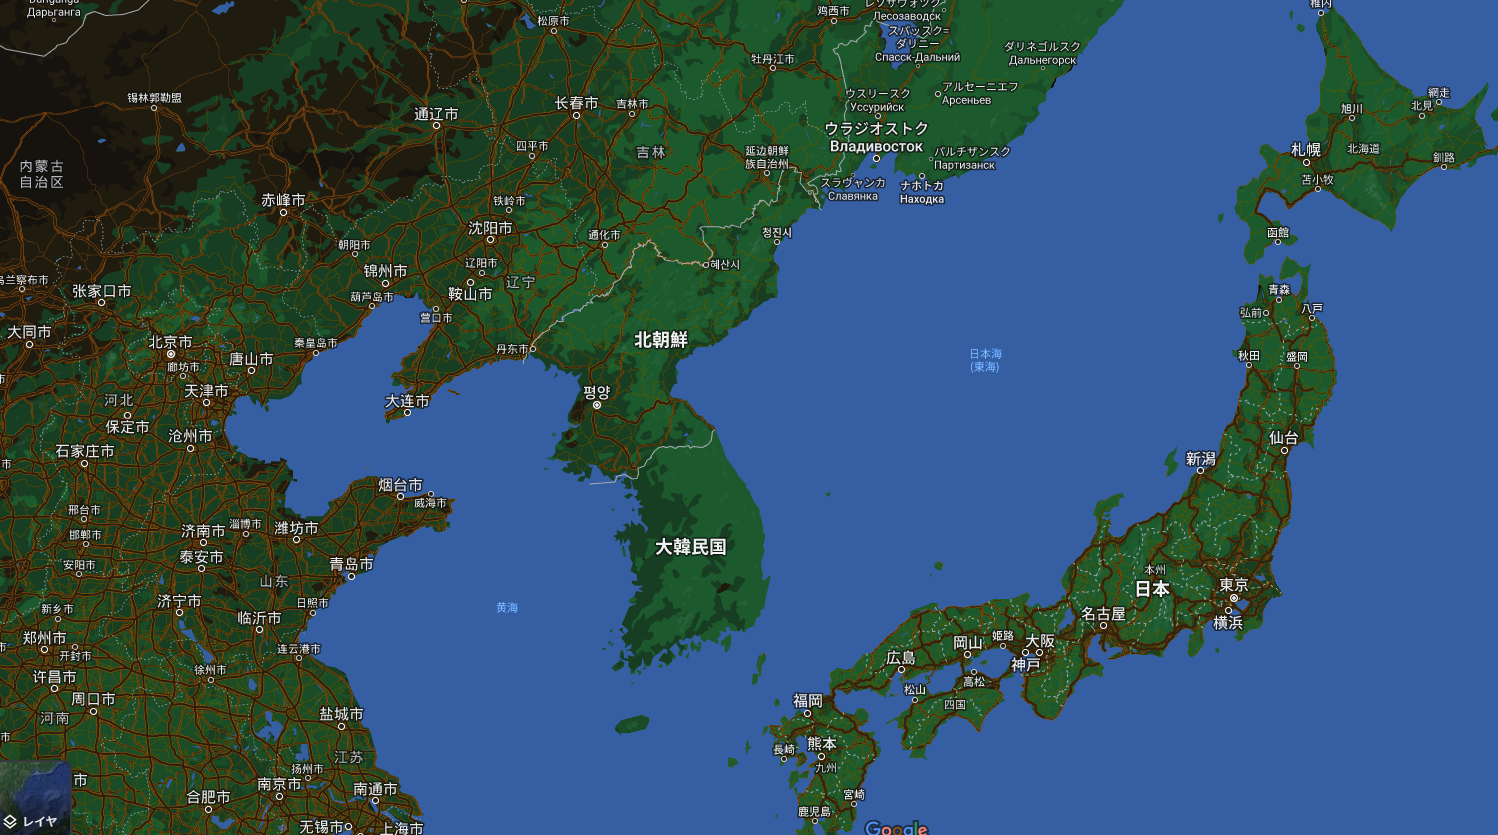 Дарьганга
松原市
鸡西市
Лесозаводск
スパッスク=
ダリニー
Спасск-Дальний
ダリネゴルスク
Дальнегорск
稚内
锡林郭勒盟
通辽市
长春市
吉林市
牡丹江市
ウスリースク
Уссурийск
アルセーニエフ
Арсеньев
網走
旭川
北見
四平市
吉林
延边朝鲜
族自治州
ウラジオストク
Владивосток
パルチザンスク
Партизанск
札幌
北海道
釧路
内蒙古
自治区
赤峰市
铁岭市
スラヴャンカ
Славянка
ナホトカ
Находка
苫小牧
朝阳市
沈阳市
通化市
청진시
函館
锦州市
辽阳市
辽宁
혜산시
乌兰察布市
张家口市
葫芦岛市
鞍山市
营口市
青森
弘前
八戸
大同市
北京市
秦皇岛市
丹东市
北朝鮮
日本海
(東海)
秋田
盛岡
廊坊市
唐山市
天津市
河北
保定市
大连市
평양
沧州市
石家庄市
仙台
新潟
烟台市
威海市
邢台市
邯郸市
济南市
淄博市
潍坊市
大韓民国
安阳市
泰安市
青岛市
山东
本州
日本
東京
横浜
新乡市
济宁市
临沂市
日照市
黄海
名古屋
郑州市
开封市
连云港市
広島
岡山
姫路
大阪
神戸
许昌市
徐州市
周口市
河南
盐城市
松山
高松
四国
福岡
江苏
長崎
熊本
九州
扬州市
南京市
合肥市
南通市
宮崎
鹿児島
无锡市
上海市
市
レイヤ
Google